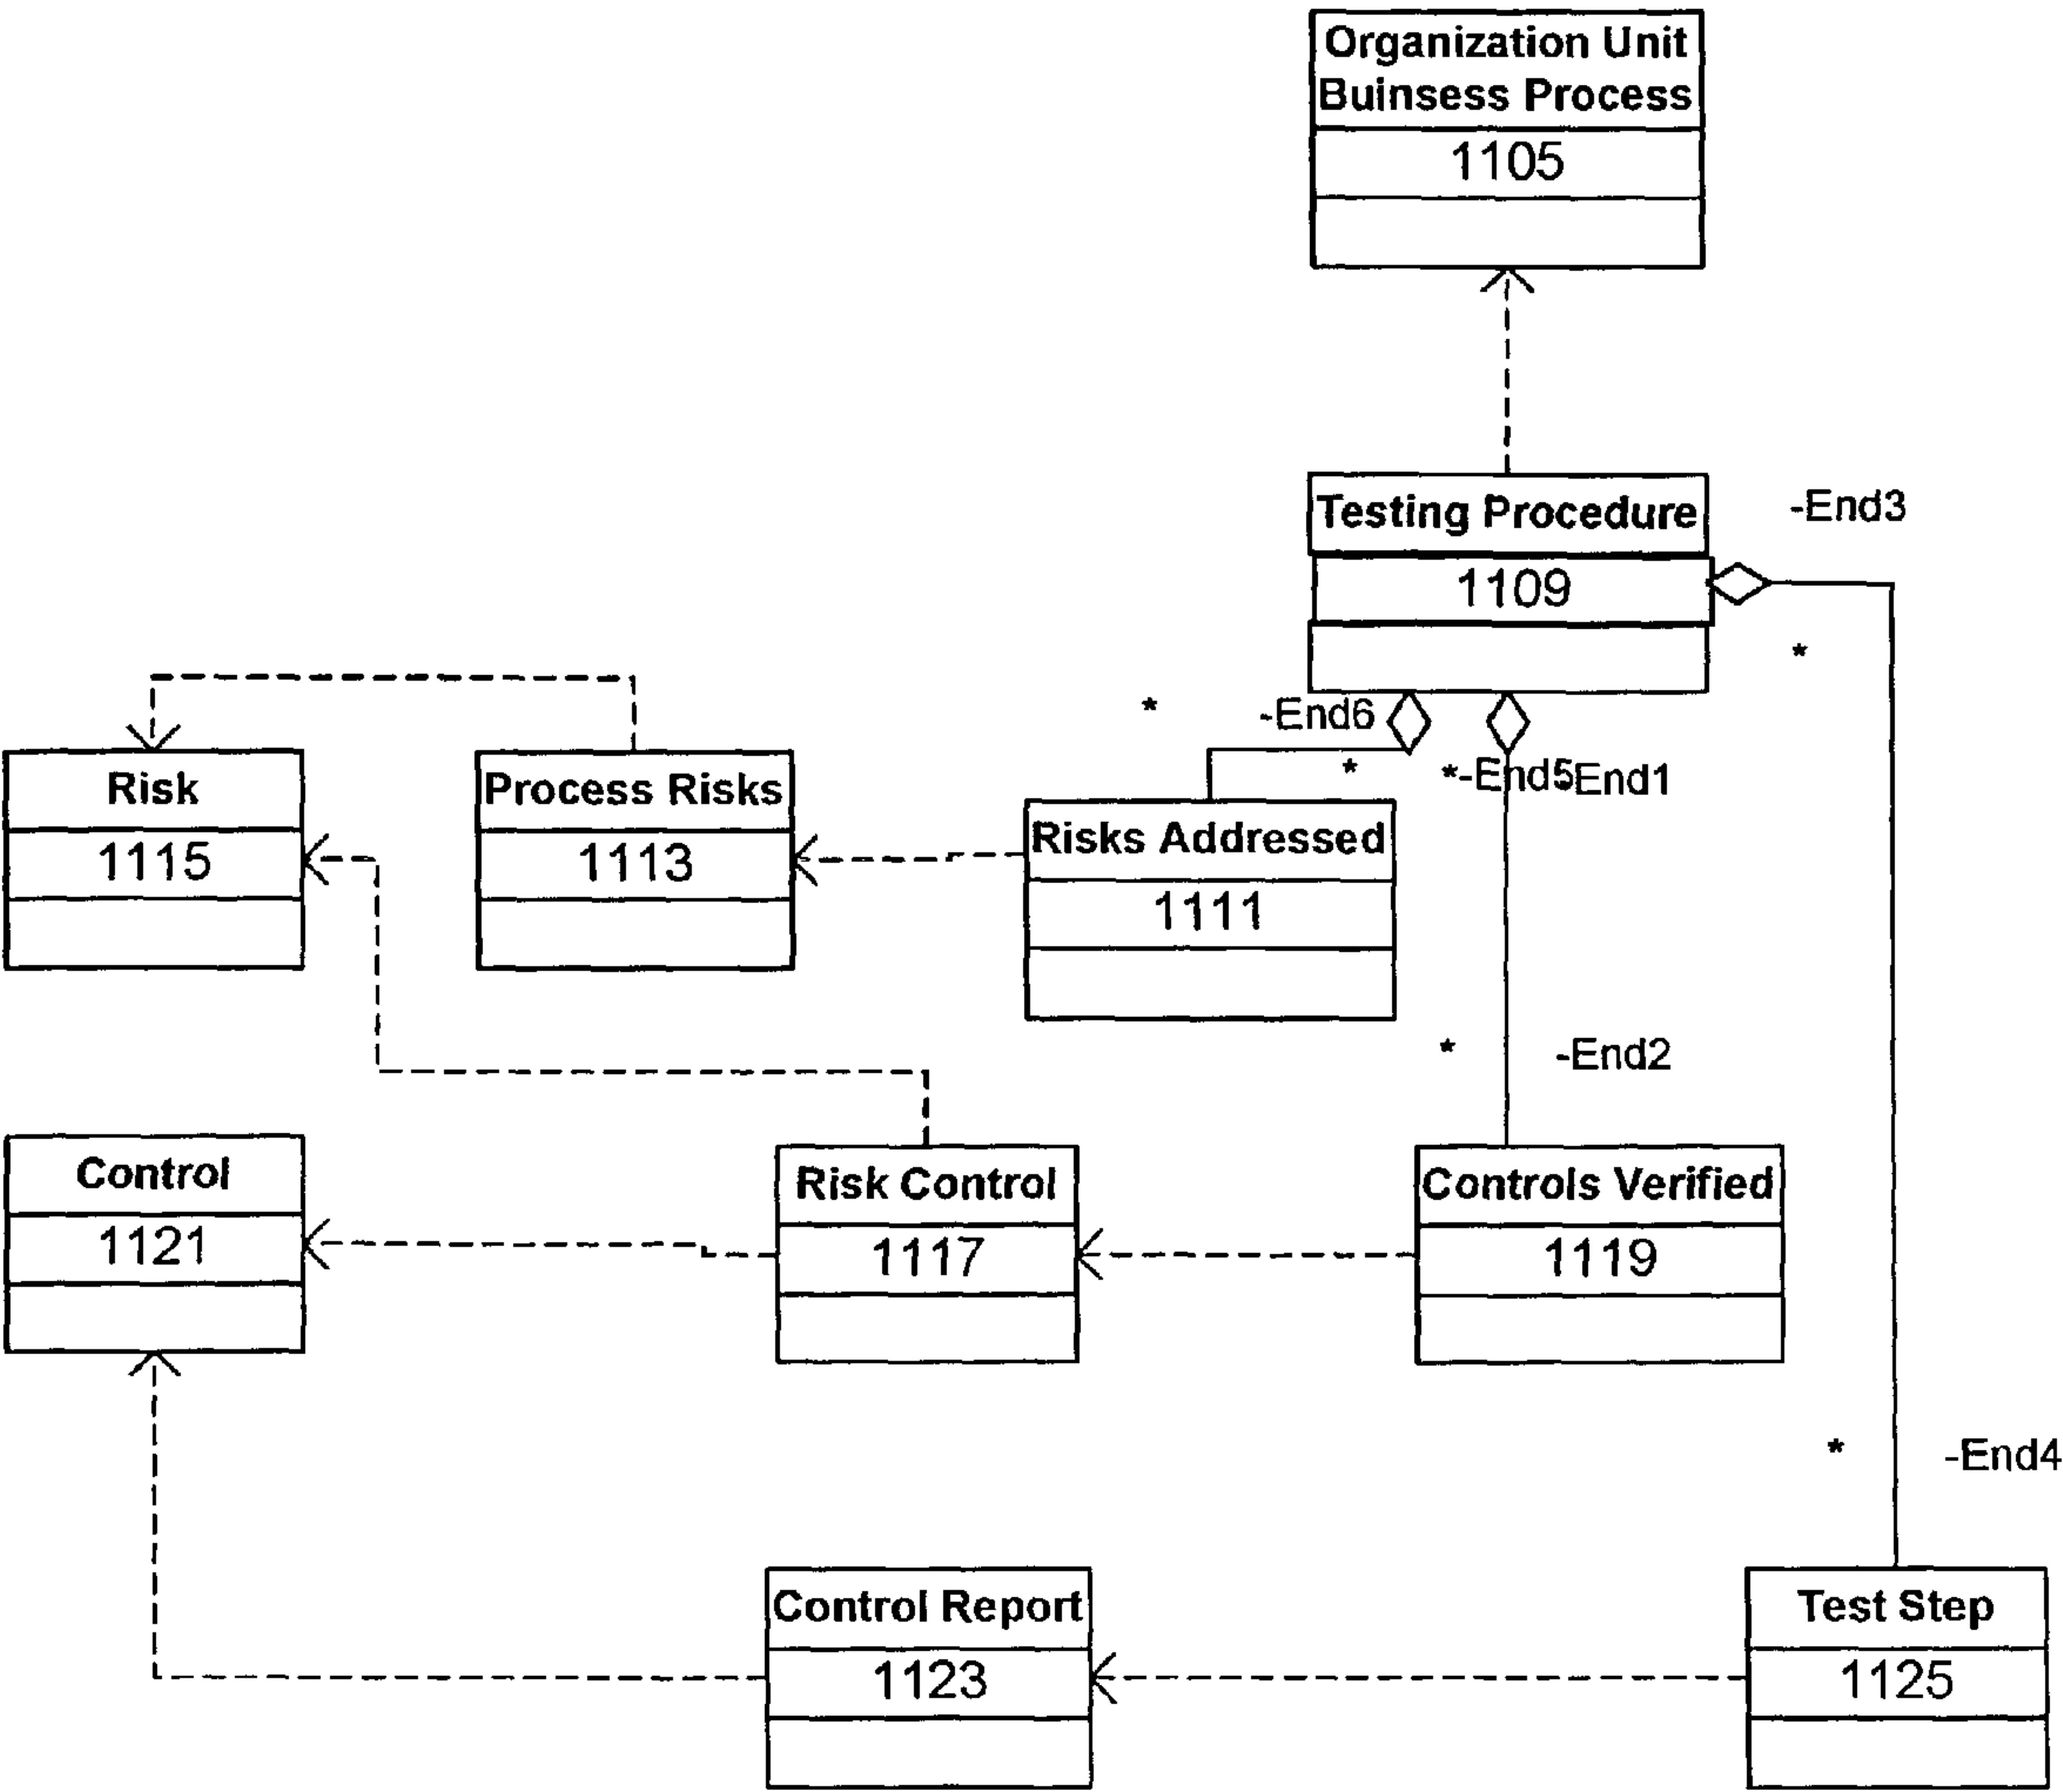 Organization Unit
Buinsess Process
1105
Testing Procedure
-End3
1109
*
*
-End6
*
*-End5End1
Risk
1115
Process Risks
1113
Risks Addressed
1111
*
-End2
Control
1121
Risk Control
1117
Controls Verified
1119
*
-End4
Control Report
1123
Test Step
1125